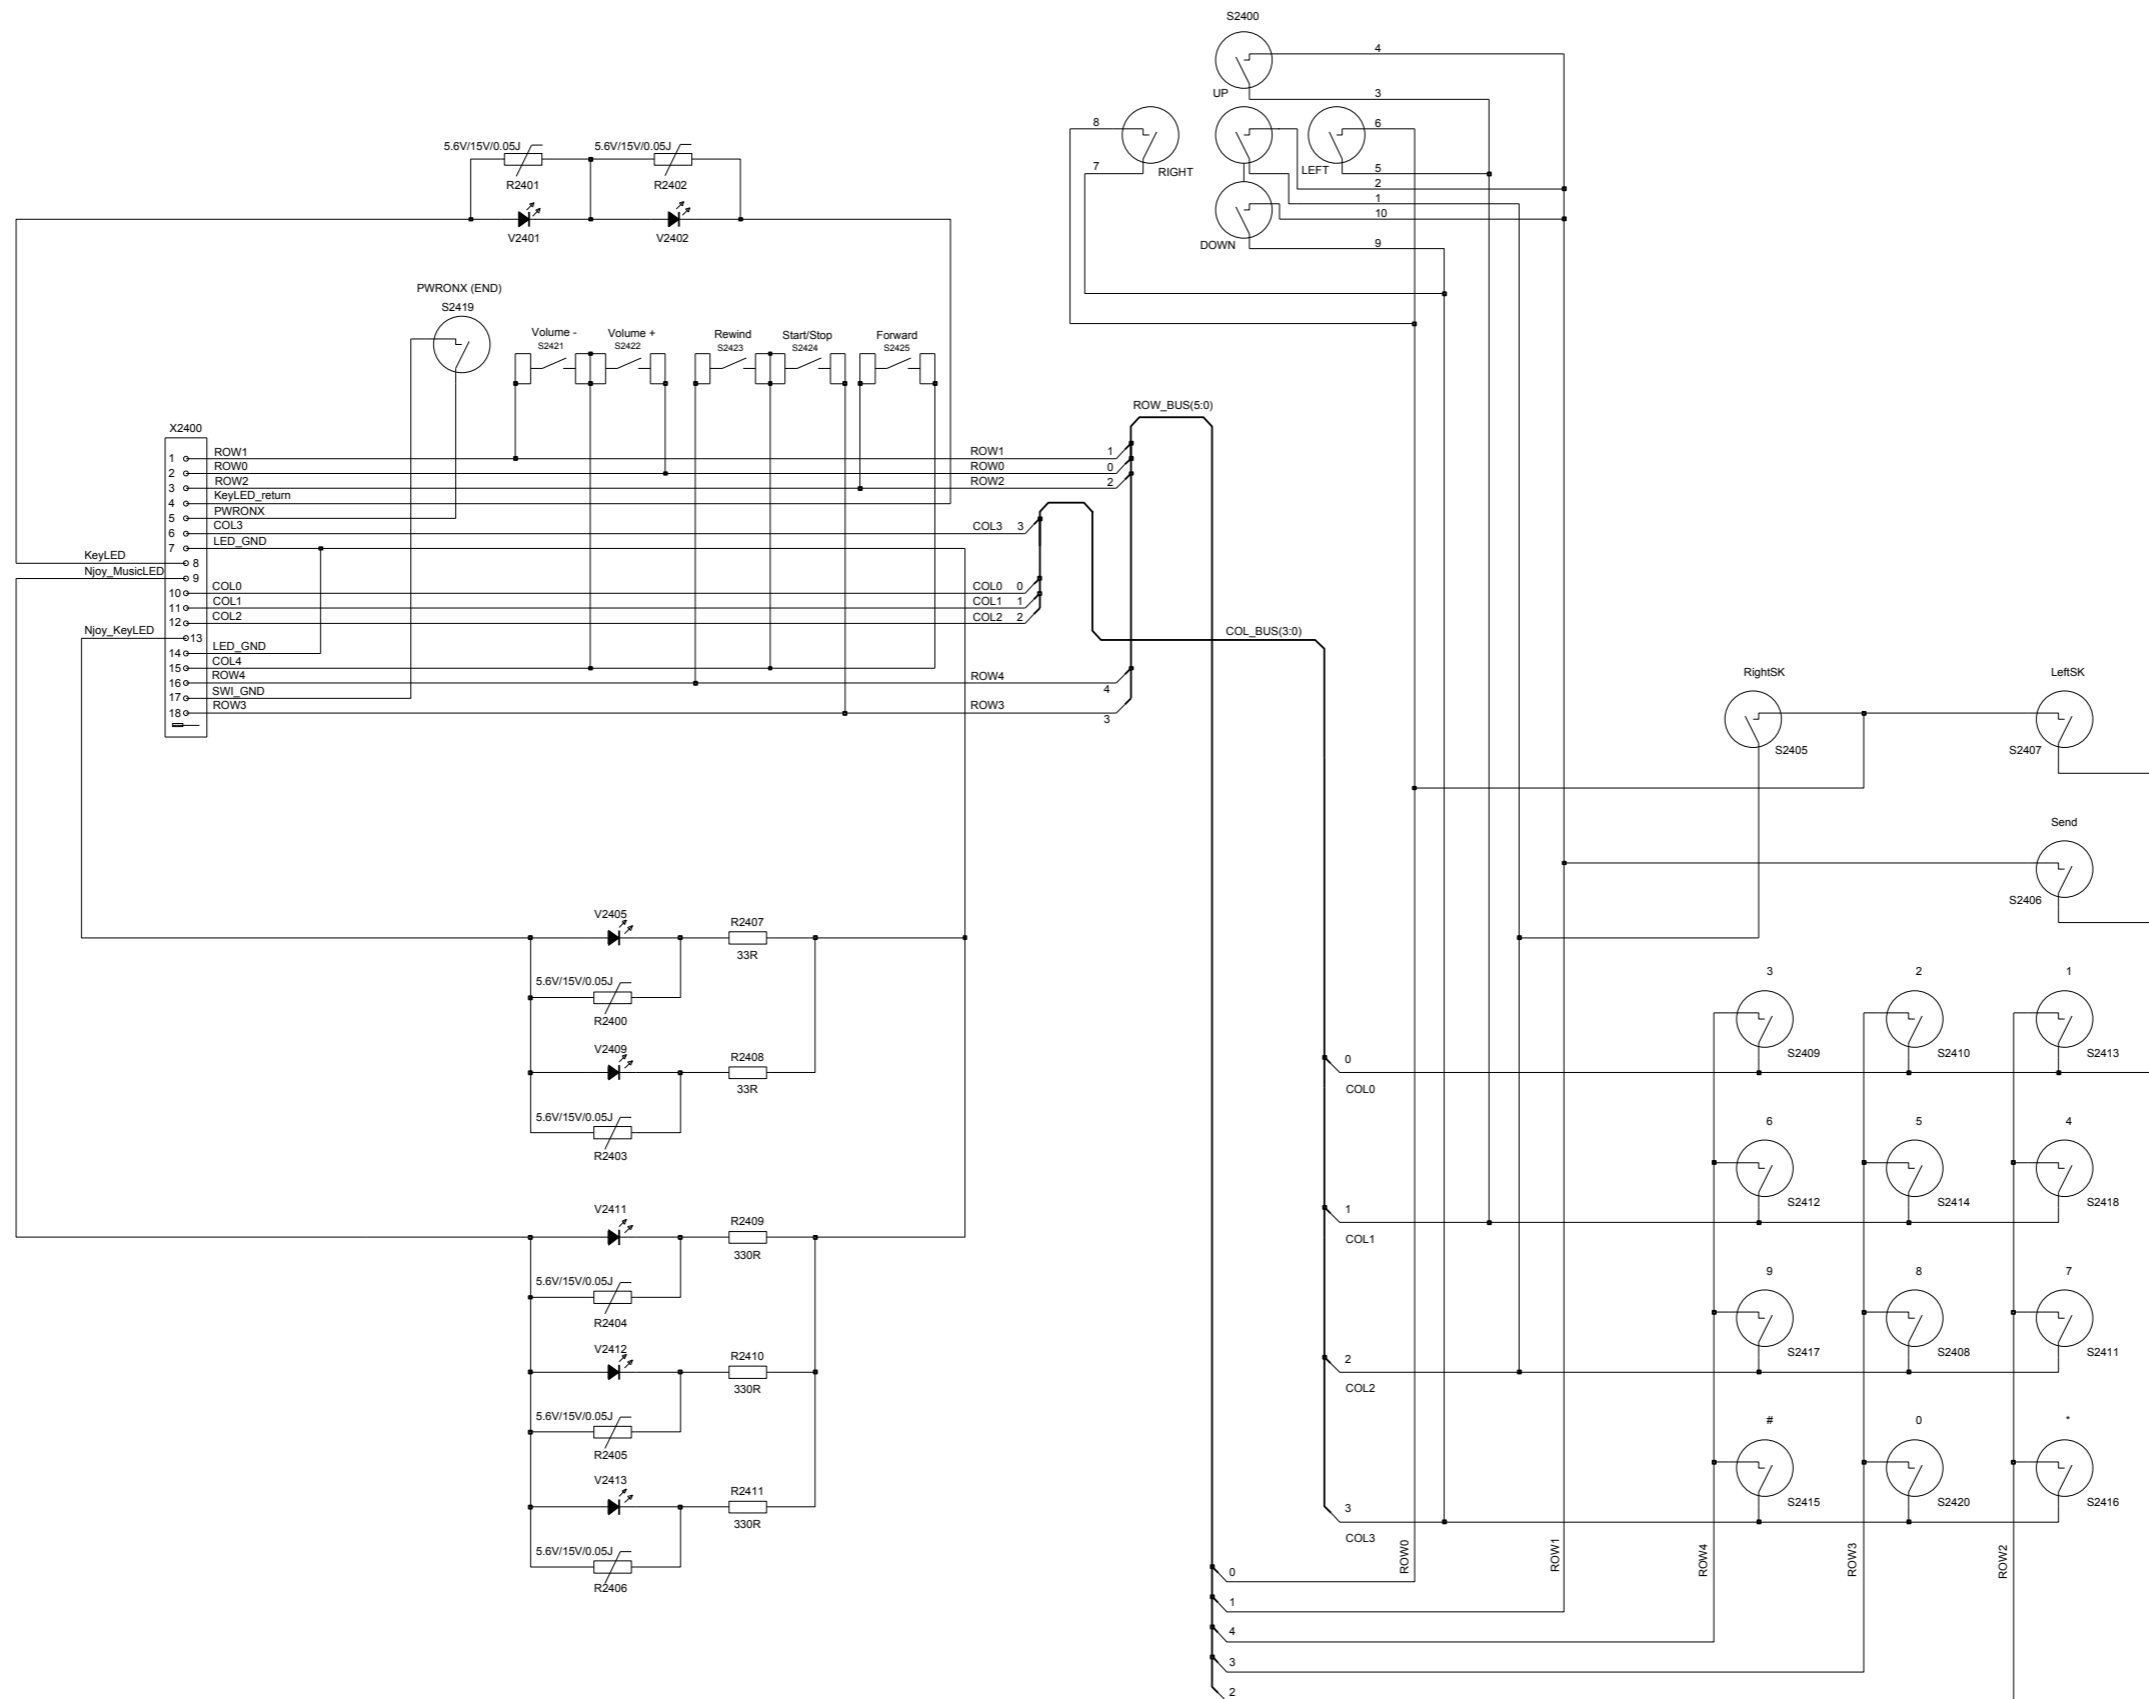 S2400
4
UP
3
8
6
7
RIGHT
LEFT
5
2
1
10
DOWN
9
5.6V/15V/0.05J
5.6V/15V/0.05J
R2401
R2402
V2401
V2402
PWRONX (END)
S2419
Volume -
S2421
Volume +
S2422
Rewind
S2423
Start/Stop
S2424
Forward
S2425
ROW_BUS(5:0)
X2400
1 ROW1 ROW1 1
2 ROW0 ROW0 0
3 ROW2 ROW2 2
4 KeyLED_return
5 PWRONX
6 COL3 COL3 3
7 LED_GND
KeyLED 8
Njoy_MusicLED 9
10 COL0 COL0 0
11 COL1 COL1 1
12 COL2 COL2 2
Njoy_KeyLED 13
14 LED_GND
15 COL4
16 ROW4 ROW4 4
17 SWI_GND
18 ROW3 ROW3 3
COL_BUS(3:0)
RightSK
LeftSK
S2405
S2407
Send
S2406
V2405
R2407
33R
5.6V/15V/0.05J
R2400
V2409
R2408
33R
5.6V/15V/0.05J
R2403
V2411
R2409
330R
5.6V/15V/0.05J
R2404
V2412
R2410
330R
5.6V/15V/0.05J
R2405
V2413
R2411
330R
5.6V/15V/0.05J
R2406
3 2 1
S2409 S2410 S2413
0
COL0
6 5 4
S2412 S2414 S2418
1
COL1
9 8 7
S2417 S2408 S2411
2
COL2
# 0 *
S2415 S2420 S2416
3
COL3
ROW0
ROW1
ROW4
ROW3
ROW2
0
1
4
3
2